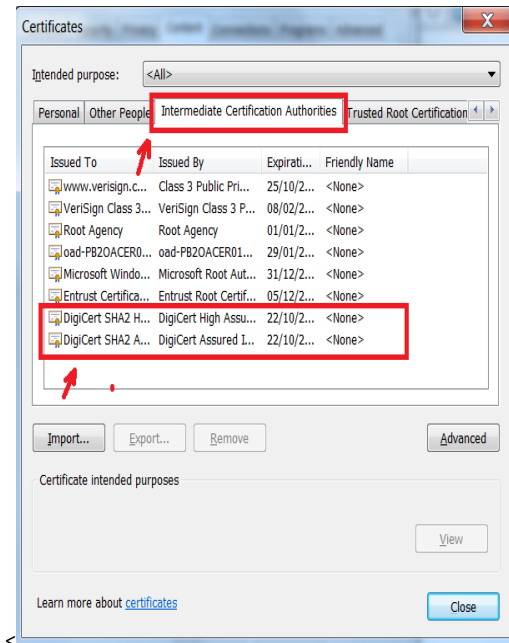 Certificates
Intended purpose: <All>
Personal Other People Intermediate Certification Authorities Trusted Root Certification
Issued To Issued By Expirati... Friendly Name
www.verisign.c... Class 3 Public Pri... 25/10/2... <None>
VeriSign Class 3... VeriSign Class 3 P... 08/02/2... <None>
Root Agency Root Agency 01/01/2... <None>
oad-PB2OACER0... oad-PB2OACER01... 29/01/2... <None>
Microsoft Windo... Microsoft Root Aut... 31/12/2... <None>
Entrust Certifica... Entrust Root Certif... 05/12/2... <None>
DigiCert SHA2 H... DigiCert High Assu... 22/10/2... <None>
DigiCert SHA2 A... DigiCert Assured I... 22/10/2... <None>
Import... Export... Remove Advanced
Certificate intended purposes
View
Learn more about certificates
Close
<